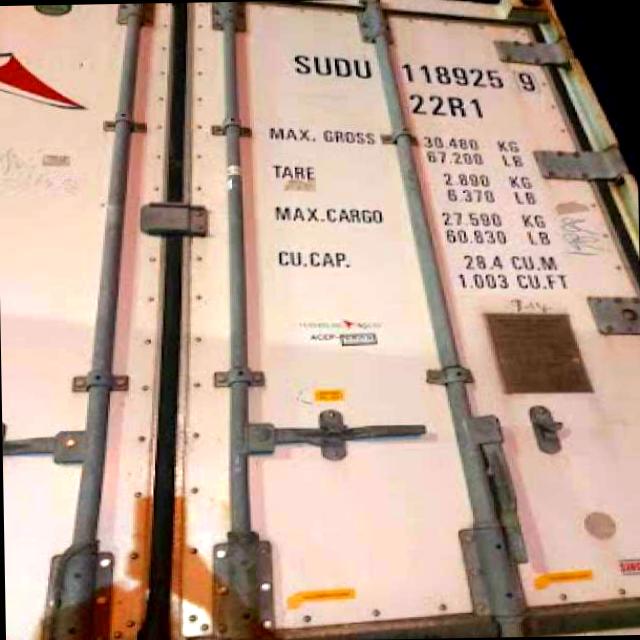 SUDU 118925 9
22R1
MAX. GROSS 30.480 KG
67.200 LB
TARE 2.890 KG
6.370 LB
MAX.CARGO 27.590 KG
60.830 LB
CU.CAP. 28.4 CU.M
1.003 CU.FT